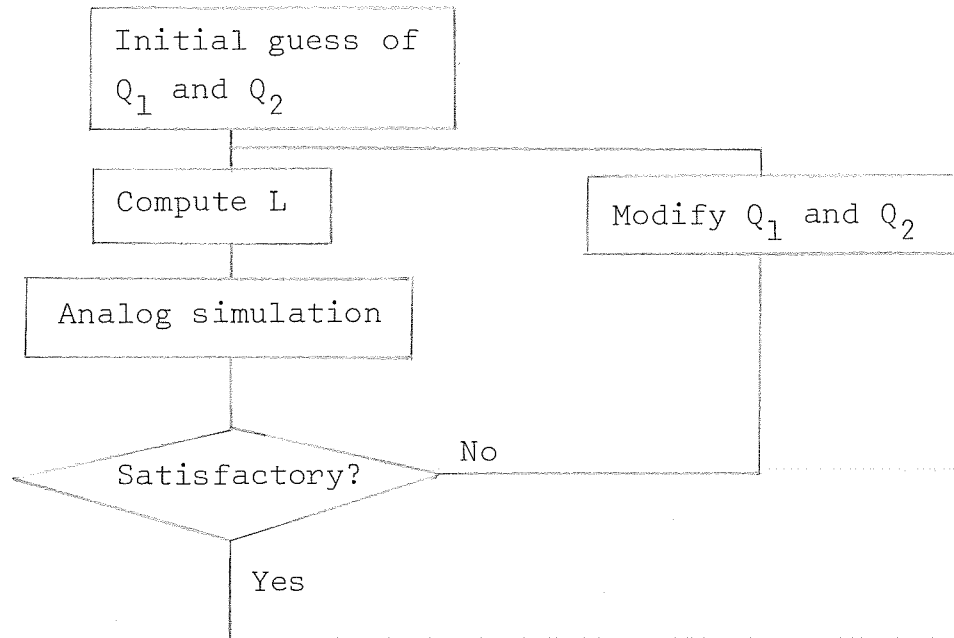 Initial guess of
Q₁ and Q₂
Compute L
Modify Q₁ and Q₂
Analog simulation
No
Satisfactory?
Yes